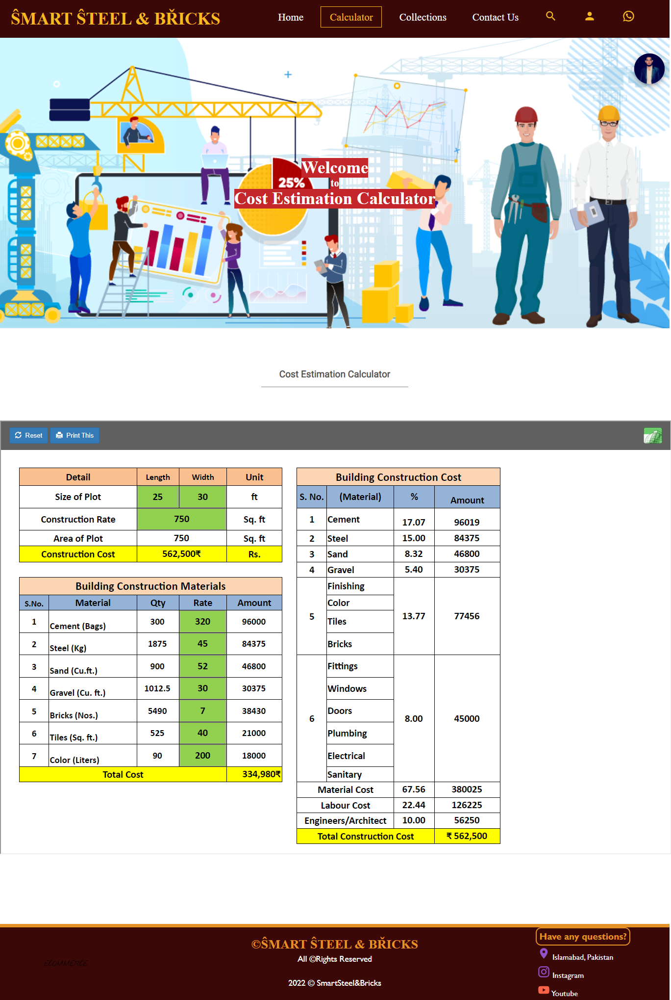 ŜMART ŜTEEL & BŘICKS
Home
Calculator
Collections
Contact Us
25%
Welcome
to
Cost Estimation Calculator
Cost Estimation Calculator
Reset
Print This
Detail Length Width Unit
Size of Plot 25 30 ft
Construction Rate 750 Sq. ft
Area of Plot 750 Sq. ft
Construction Cost 562,500₹ Rs.
Building Construction Materials
S.No. Material Qty Rate Amount
1 Cement (Bags) 300 320 96000
2 Steel (Kg) 1875 45 84375
3 Sand (Cu.ft.) 900 52 46800
4 Gravel (Cu. ft.) 1012.5 30 30375
5 Bricks (Nos.) 5490 7 38430
6 Tiles (Sq. ft.) 525 40 21000
7 Color (Liters) 90 200 18000
Total Cost 334,980₹
Building Construction Cost
S. No. (Material) % Amount
1 Cement 17.07 96019
2 Steel 15.00 84375
3 Sand 8.32 46800
4 Gravel 5.40 30375
Finishing
Color
5 13.77 77456
Tiles
Bricks
Fittings
Windows
Doors
6 8.00 45000
Plumbing
Electrical
Sanitary
Material Cost 67.56 380025
Labour Cost 22.44 126225
Engineers/Architect 10.00 56250
Total Construction Cost ₹ 562,500
ECOMMERCE
©ŜMART ŜTEEL & BŘICKS
All ©Rights Reserved
2022 © SmartSteel&Bricks
Have any questions?
Islamabad, Pakistan
Instagram
Youtube